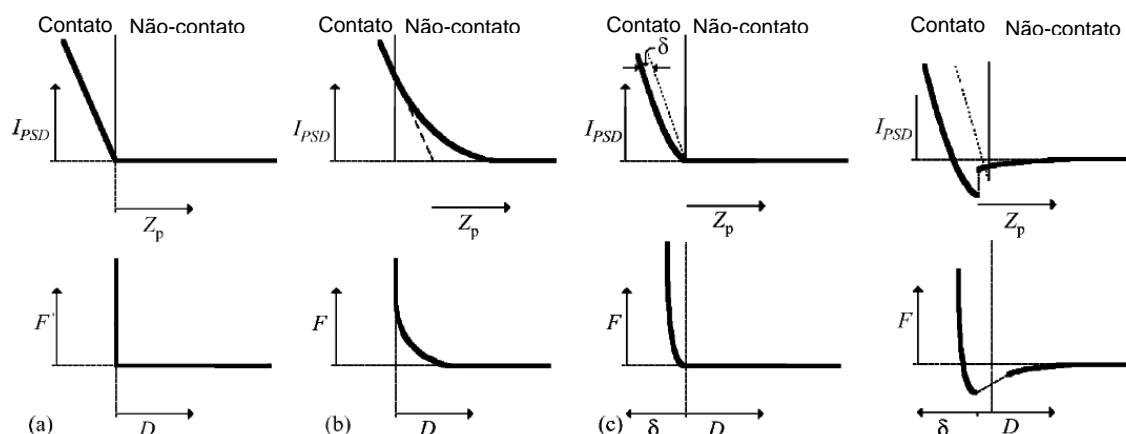 Contato Não-contato
Contato Não-contato
Contato Não-contato
Contato Não-contato
δ
I_PSD
I_PSD
I_PSD
I_PSD
Z_p
Z_p
Z_p
Z_p
F
F
F
F
(a) D
(b) D
(c) δ D
δ D